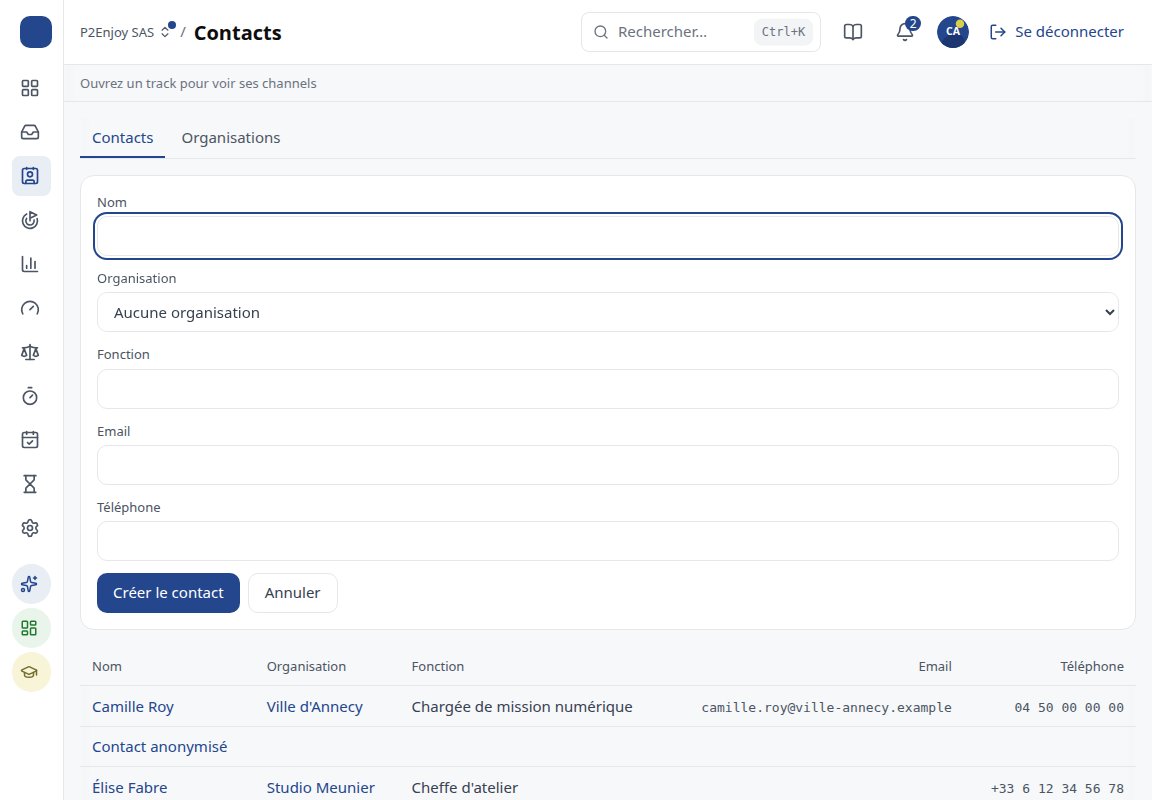 P2Enjoy SAS / Contacts Rechercher... Ctrl+K 2 CA Se déconnecter
Ouvrez un track pour voir ses channels
Contacts Organisations
Nom
Organisation
Aucune organisation
Fonction
Email
Téléphone
Créer le contact Annuler
Nom Organisation Fonction Email Téléphone
Camille Roy Ville d'Annecy Chargée de mission numérique camille.roy@ville-annecy.example 04 50 00 00 00
Contact anonymisé
Élise Fabre Studio Meunier Cheffe d'atelier +33 6 12 34 56 78